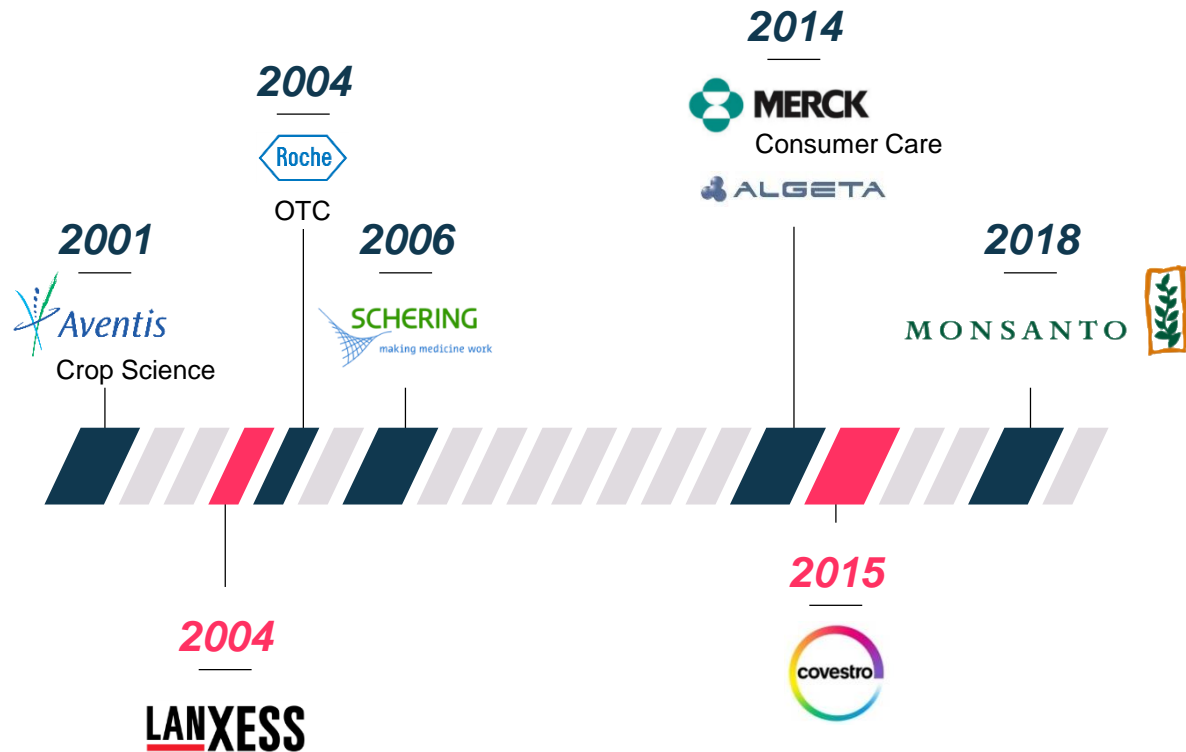 2001
Aventis
Crop Science
2004
Roche
OTC
2006
SCHERING
making medicine work
2014
MERCK
Consumer Care
ALGETA
2018
MONSANTO
2004
LANXESS
2015
covestro